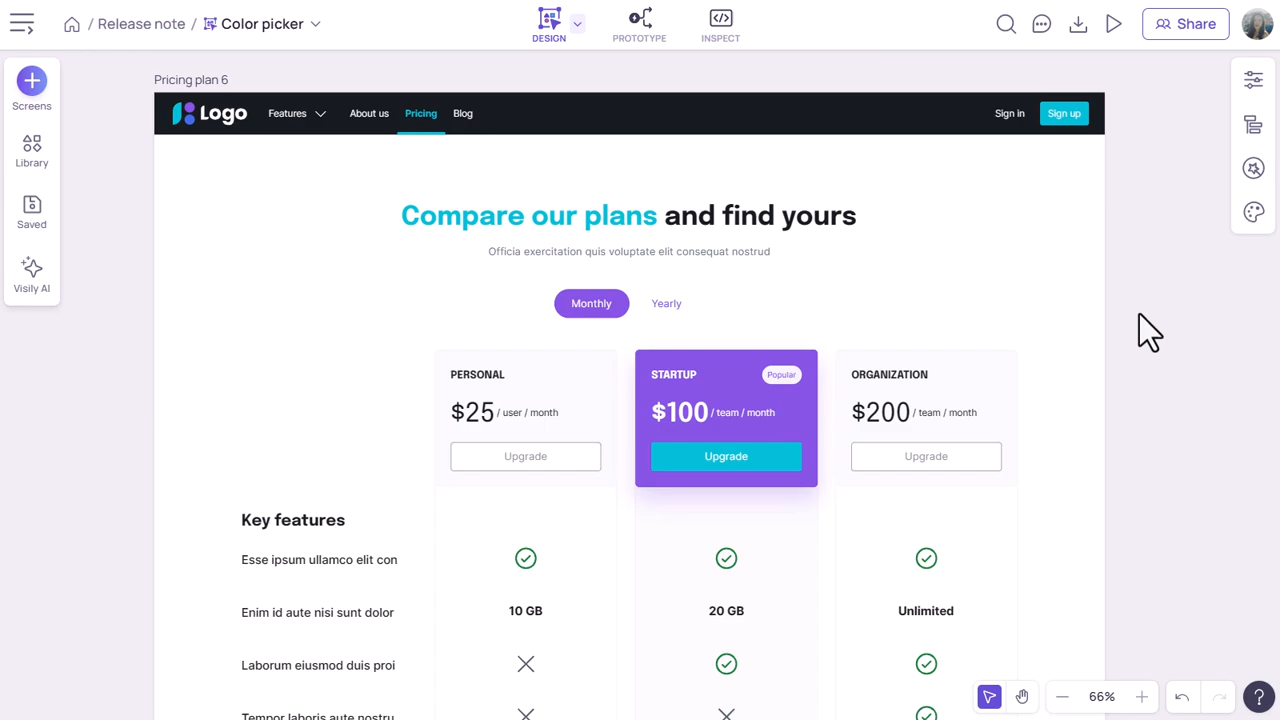 / Release note / Color picker
DESIGN
PROTOTYPE
INSPECT
Share
Screens
Library
Saved
Visily AI
Pricing plan 6
Logo
Features
About us
Pricing
Blog
Sign in
Sign up
Compare our plans and find yours
Officia exercitation quis voluptate elit consequat nostrud
Monthly
Yearly
PERSONAL
$25 / user / month
Upgrade
STARTUP
Popular
$100 / team / month
Upgrade
ORGANIZATION
$200 / team / month
Upgrade
Key features
Esse ipsum ullamco elit con
Enim id aute nisi sunt dolor
10 GB
20 GB
Unlimited
Laborum eiusmod duis proi
Tempor laboris aute nostru
66%
?